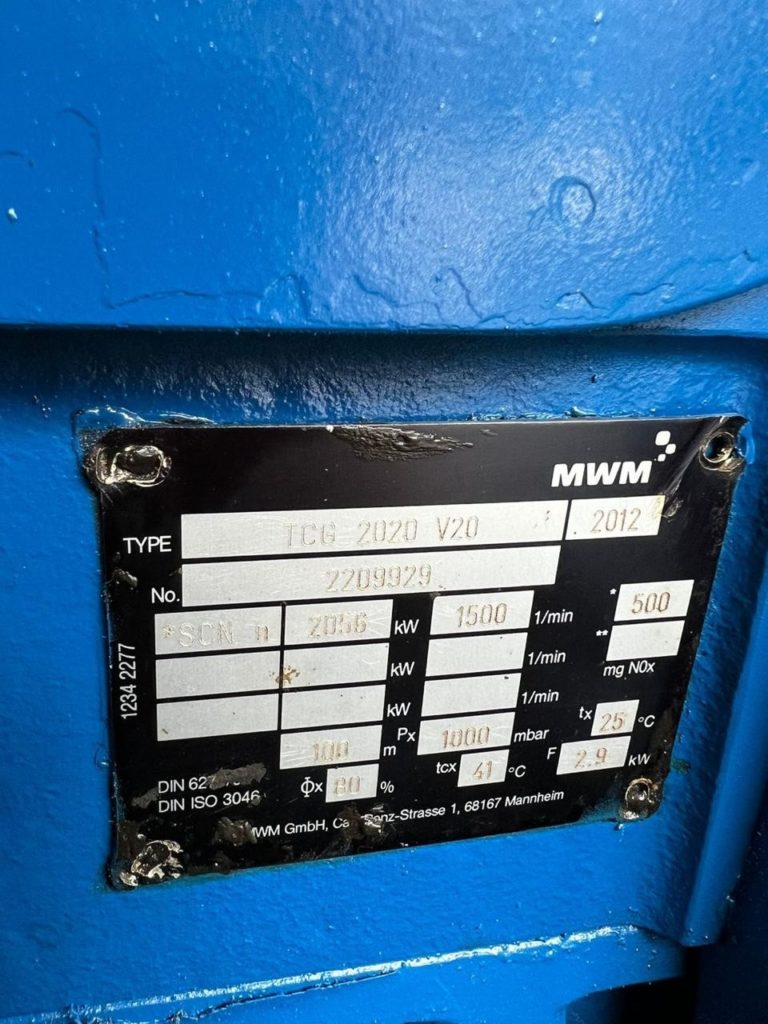 MWM
TYPE TCG 2020 V20 2012
No. 2209929
*SCN n 2056 kW 1500 1/min * 500
kW 1/min **
mg NOx
kW 1/min
100 m Px 1000 mbar tx 25 °C
DIN 627 ϕx 80 % tcx 41 °C F 2.9 kW
DIN ISO 3046
MWM GmbH, -Strasse 1, 68167 Mannheim
1234 2277